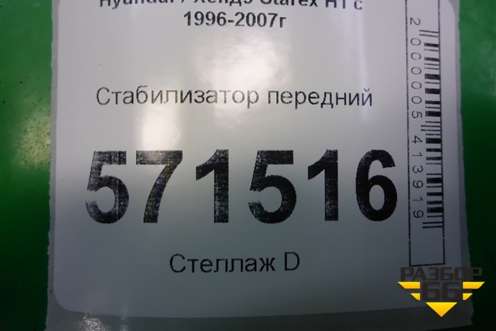 Hyundai / Хендэ Starex H1 с
1996-2007г
Стабилизатор передний
571516
Стеллаж D
2000005413919
РАЗБОР
66